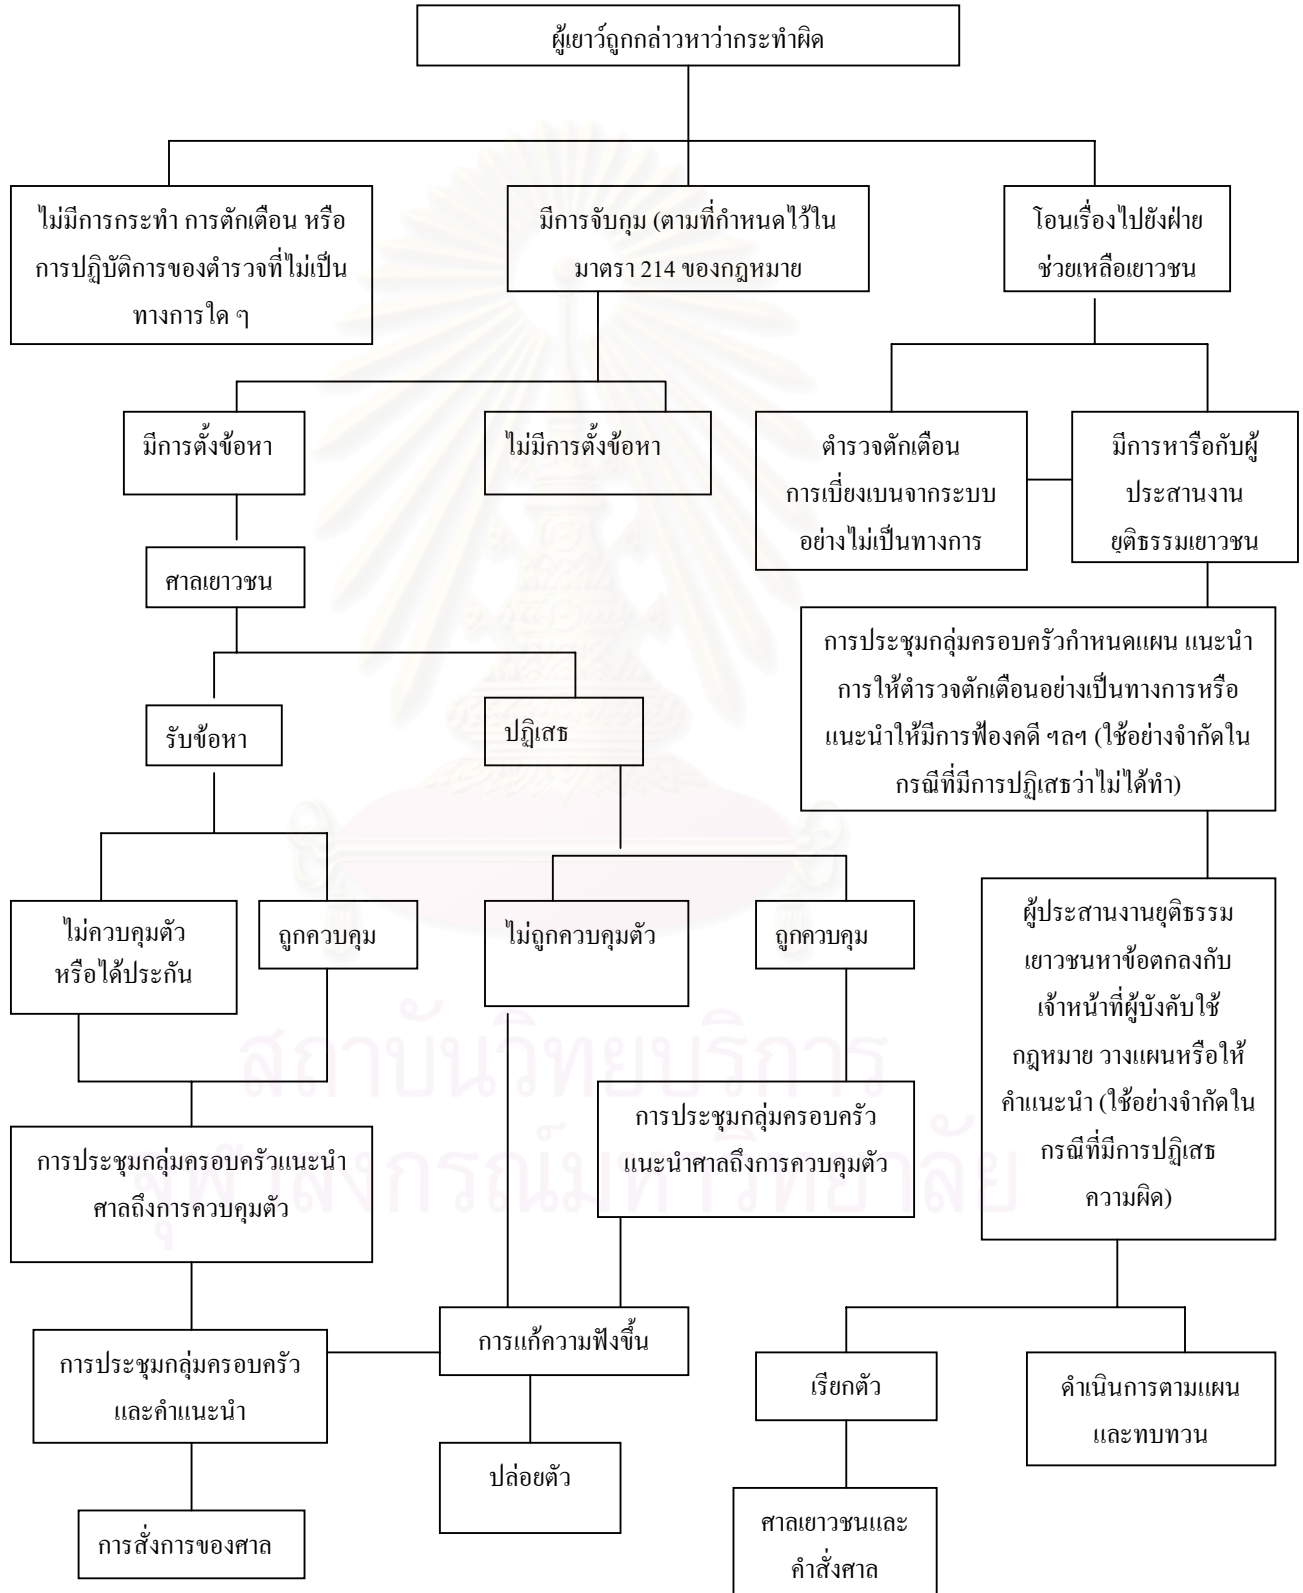 ผู้เยาว์ถูกกล่าวหาว่ากระทำผิด
ไม่มีการกระทำ การตักเตือน หรือ
การปฏิบัติการของตำรวจที่ไม่เป็น
ทางการใด ๆ
มีการจับกุม (ตามที่กำหนดไว้ใน
มาตรา 214 ของกฎหมาย
โอนเรื่องไปยังฝ่าย
ช่วยเหลือเยาวชน
มีการตั้งข้อหา
ไม่มีการตั้งข้อหา
ตำรวจตักเตือน
การเบี่ยงเบนจากระบบ
อย่างไม่เป็นทางการ
มีการหารือกับผู้
ประสานงาน
ยุติธรรมเยาวชน
ศาลเยาวชน
การประชุมกลุ่มครอบครัวกำหนดแผน แนะนำ
การให้ตำรวจตักเตือนอย่างเป็นทางการหรือ
แนะนำให้มีการฟ้องคดี ฯลฯ (ใช้อย่างจำกัดใน
กรณีที่มีการปฏิเสธว่าไม่ได้ทำ)
รับข้อหา
ปฏิเสธ
ไม่ควบคุมตัว
หรือได้ประกัน
ถูกควบคุม
ไม่ถูกควบคุมตัว
ถูกควบคุม
ผู้ประสานงานยุติธรรม
เยาวชนหาข้อตกลงกับ
เจ้าหน้าที่ผู้บังคับใช้
กฎหมาย วางแผนหรือให้
คำแนะนำ (ใช้อย่างจำกัดใน
กรณีที่มีการปฏิเสธ
ความผิด)
สถาบันวิทยบริการ
จุฬาลงกรณ์มหาวิทยาลัย
การประชุมกลุ่มครอบครัวแนะนำ
ศาลถึงการควบคุมตัว
การประชุมกลุ่มครอบครัว
แนะนำศาลถึงการควบคุมตัว
การประชุมกลุ่มครอบครัว
และคำแนะนำ
การแก้ความฟังขึ้น
เรียกตัว
ดำเนินการตามแผน
และทบทวน
ปล่อยตัว
การสั่งการของศาล
ศาลเยาวชนและ
คำสั่งศาล